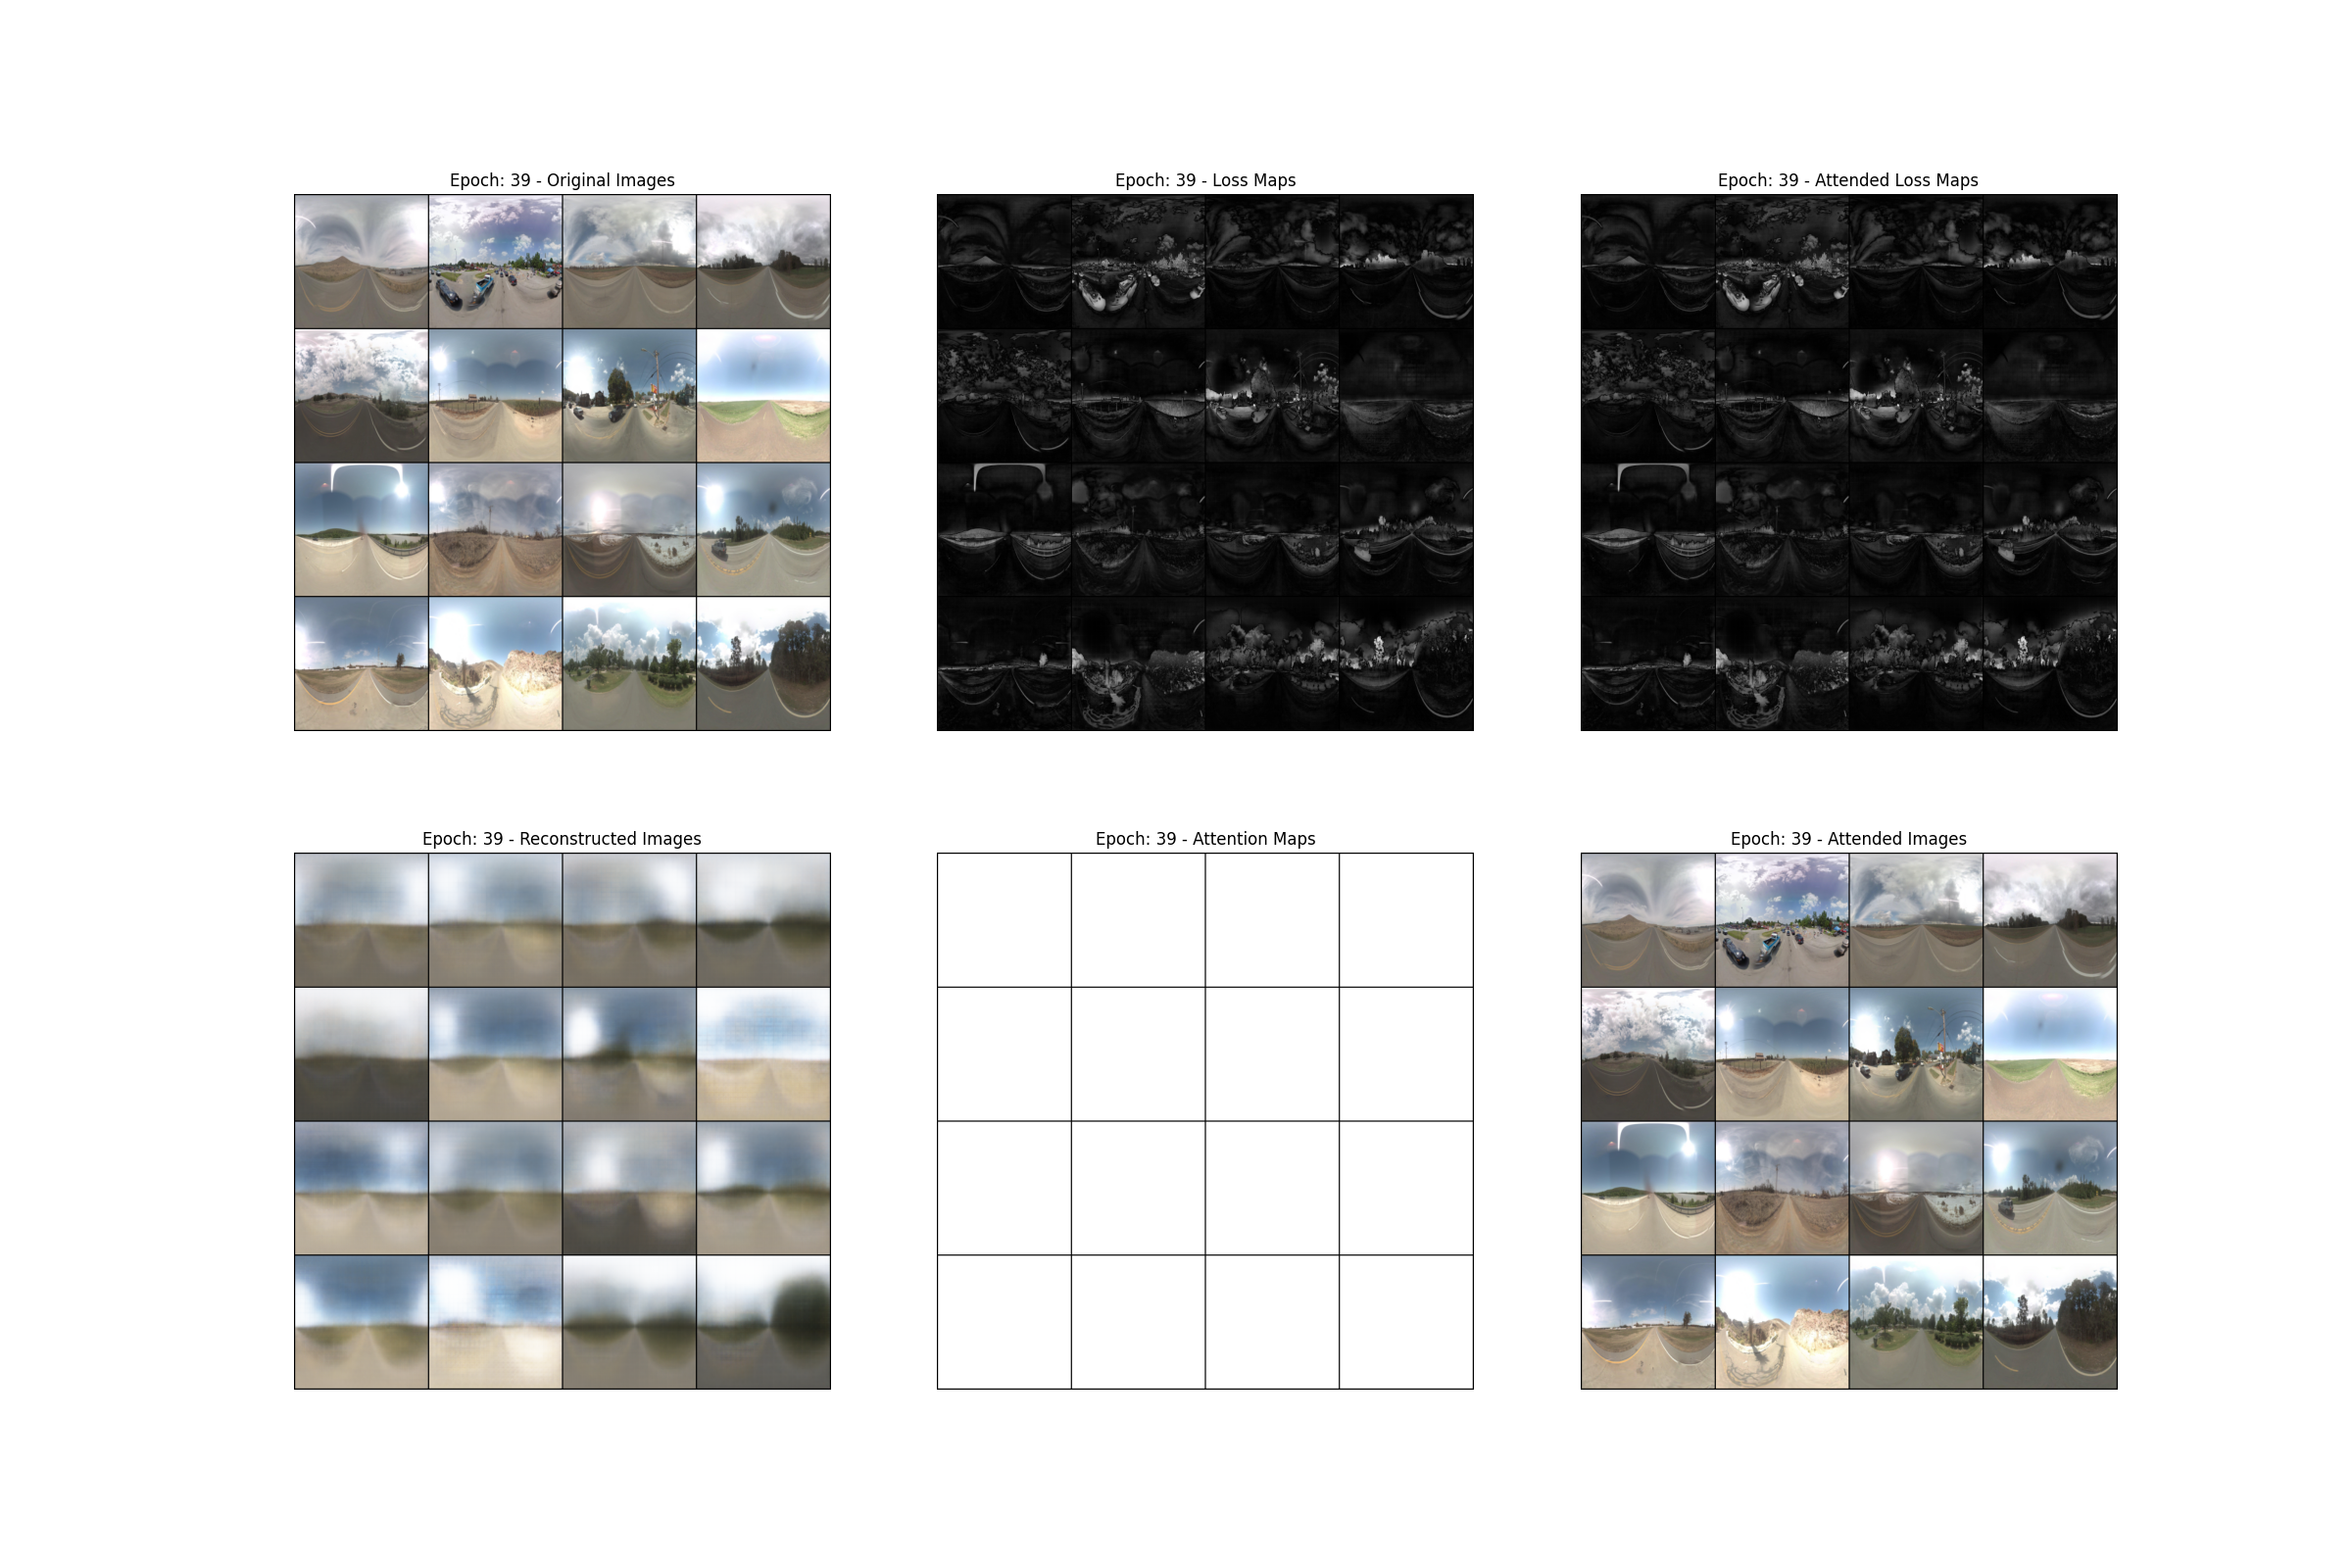 Epoch: 39 - Original Images
Epoch: 39 - Loss Maps
Epoch: 39 - Attended Loss Maps
Epoch: 39 - Reconstructed Images
Epoch: 39 - Attention Maps
Epoch: 39 - Attended Images